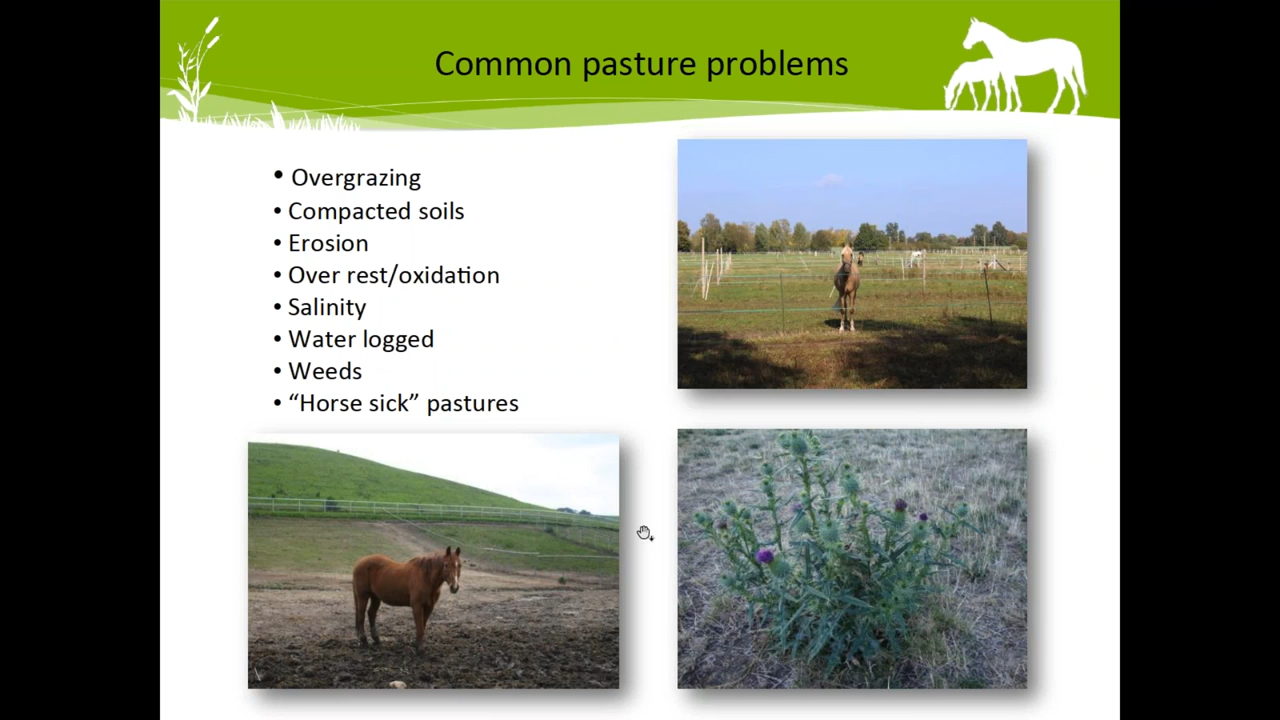 Common pasture problems
• Overgrazing
• Compacted soils
• Erosion
• Over rest/oxidation
• Salinity
• Water logged
• Weeds
• “Horse sick” pastures